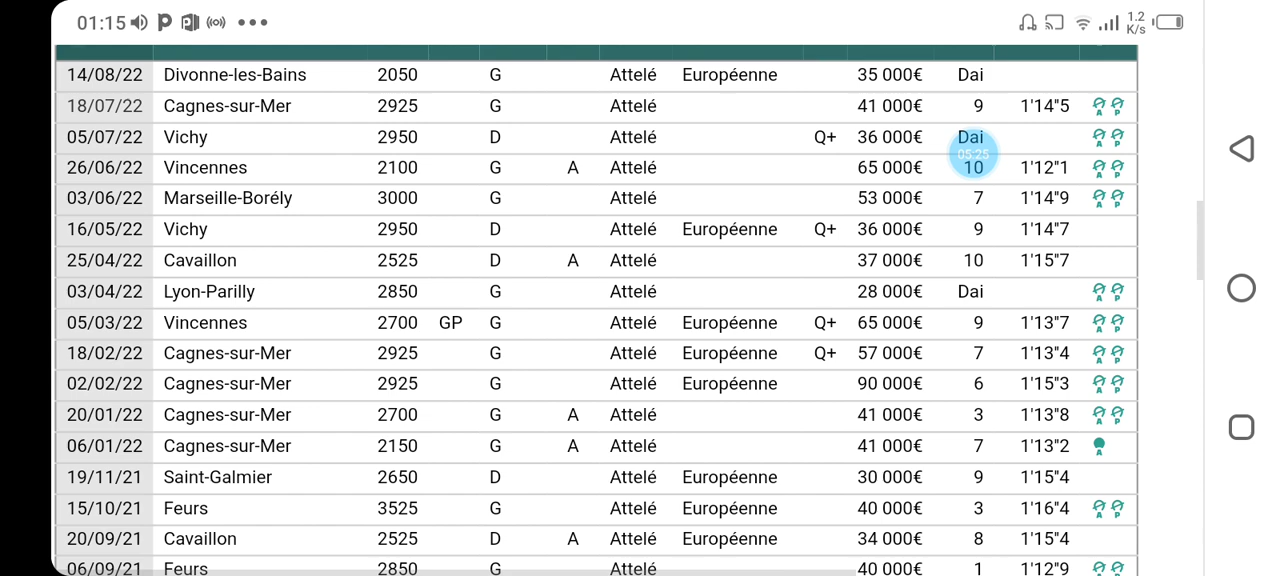 01:15 1.2 K/s
14/08/22 Divonne-les-Bains 2050 G Attelé Européenne 35 000€ Dai
18/07/22 Cagnes-sur-Mer 2925 G Attelé 41 000€ 9 1'14"5 A P
05/07/22 Vichy 2950 D Attelé Q+ 36 000€ Dai A P
05:25
26/06/22 Vincennes 2100 G A Attelé 65 000€ 10 1'12"1 A P
03/06/22 Marseille-Borély 3000 G Attelé 53 000€ 7 1'14"9 A P
16/05/22 Vichy 2950 D Attelé Européenne Q+ 36 000€ 9 1'14"7
25/04/22 Cavaillon 2525 D A Attelé 37 000€ 10 1'15"7
03/04/22 Lyon-Parilly 2850 G Attelé 28 000€ Dai A P
05/03/22 Vincennes 2700 GP G Attelé Européenne Q+ 65 000€ 9 1'13"7 A P
18/02/22 Cagnes-sur-Mer 2925 G Attelé Européenne Q+ 57 000€ 7 1'13"4 A P
02/02/22 Cagnes-sur-Mer 2925 G Attelé Européenne 90 000€ 6 1'15"3 A P
20/01/22 Cagnes-sur-Mer 2700 G A Attelé 41 000€ 3 1'13"8 A P
06/01/22 Cagnes-sur-Mer 2150 G A Attelé 41 000€ 7 1'13"2 A
19/11/21 Saint-Galmier 2650 D Attelé Européenne 30 000€ 9 1'15"4
15/10/21 Feurs 3525 G Attelé Européenne 40 000€ 3 1'16"4 A P
20/09/21 Cavaillon 2525 D A Attelé Européenne 34 000€ 8 1'15"4
06/09/21 Feurs 2850 G Attelé Européenne 40 000€ 1 1'12"9